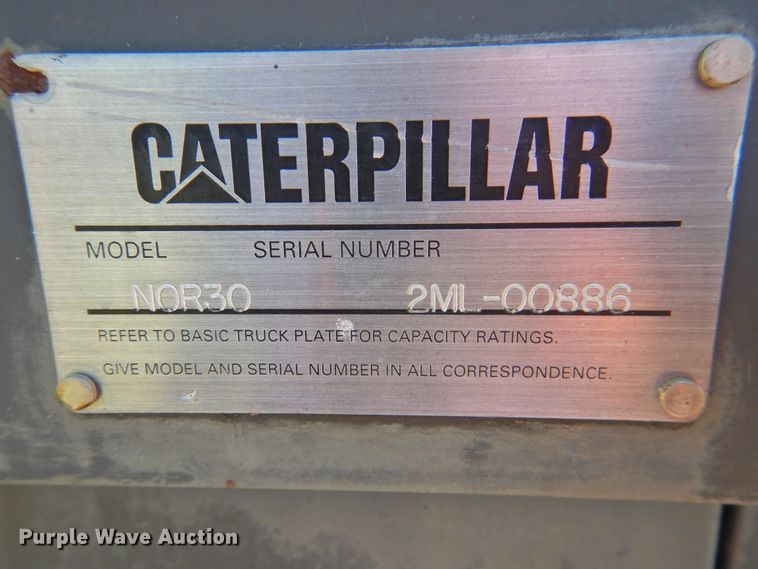 CATERPILLAR
MODEL SERIAL NUMBER
NOR30 2ML-00886
REFER TO BASIC TRUCK PLATE FOR CAPACITY RATINGS.
GIVE MODEL AND SERIAL NUMBER IN ALL CORRESPONDENCE.
Purple Wave Auction